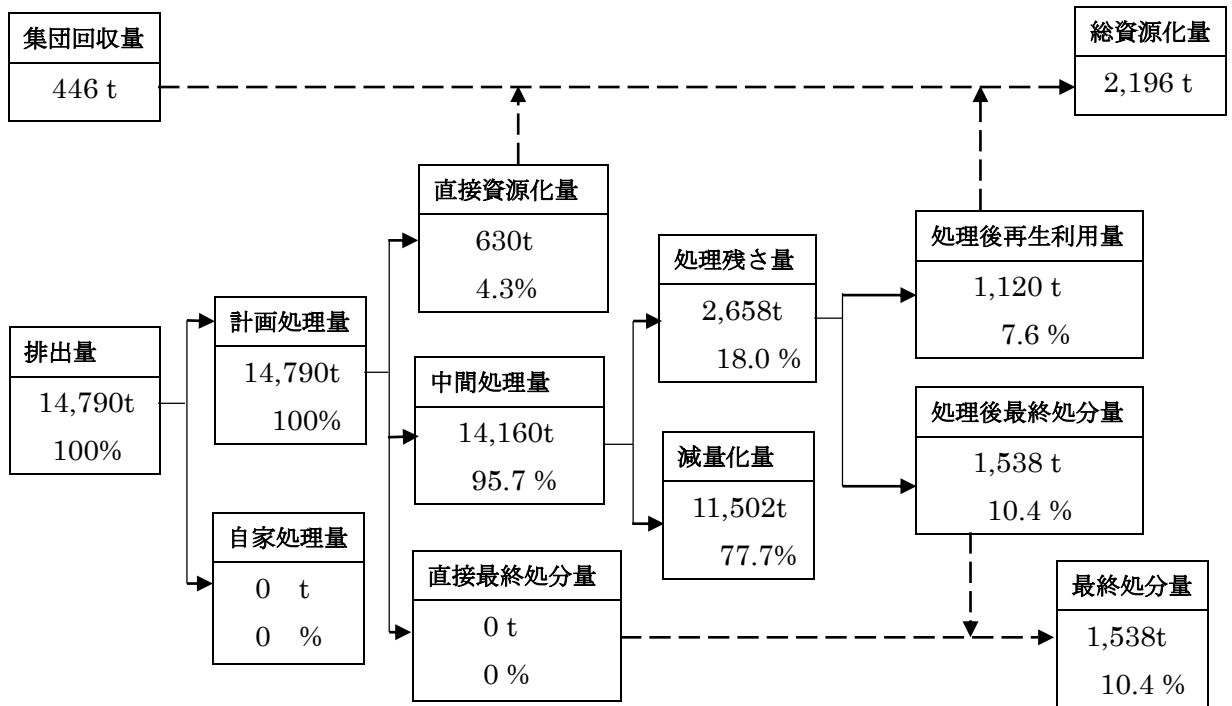 集団回収量
446 t
総資源化量
2,196 t
直接資源化量
630t
4.3%
処理後再生利用量
1,120 t
7.6 %
処理残さ量
2,658t
18.0 %
計画処理量
14,790t
100%
排出量
14,790t
100%
中間処理量
14,160t
95.7 %
処理後最終処分量
1,538 t
10.4 %
減量化量
11,502t
77.7%
自家処理量
0 t
0 %
直接最終処分量
0 t
0 %
最終処分量
1,538t
10.4 %